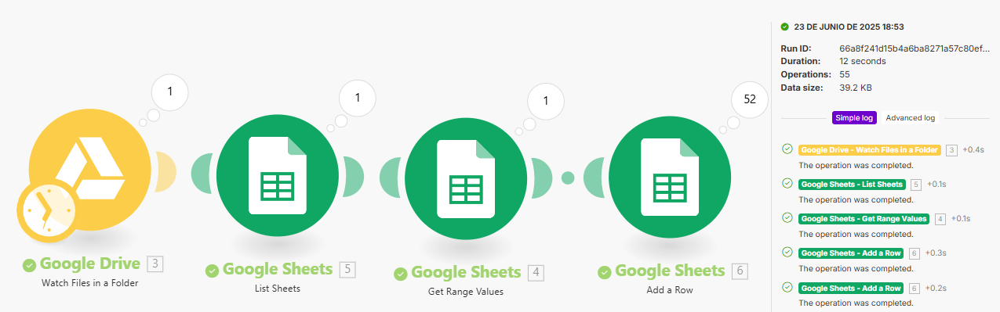 1
1
1
52
Google Drive 3
Watch Files in a Folder
Google Sheets 5
List Sheets
Google Sheets 4
Get Range Values
Google Sheets 6
Add a Row
23 DE JUNIO DE 2025 18:53
Run ID: 66a8f241d15b4a6ba8271a57c80ef...
Duration: 12 seconds
Operations: 55
Data size: 39.2 KB
Simple log Advanced log
Google Drive - Watch Files in a Folder 3 +0.4s
The operation was completed.
Google Sheets - List Sheets 5 +0.1s
The operation was completed.
Google Sheets - Get Range Values 4 +0.1s
The operation was completed.
Google Sheets - Add a Row 6 +0.3s
The operation was completed.
Google Sheets - Add a Row 6 +0.2s
The operation was completed.